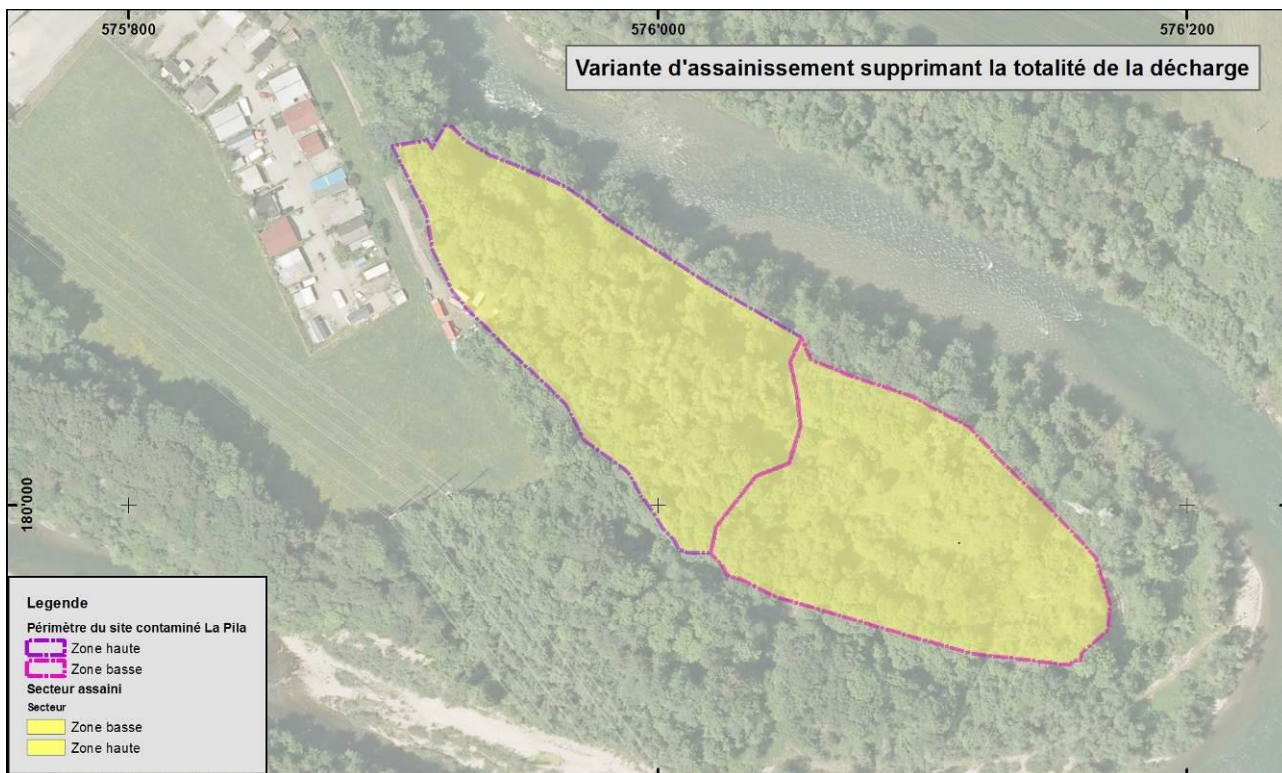 575'800
576'000
576'200
Variante d'assainissement supprimant la totalité de la décharge
180'000
Legende
Périmètre du site contaminé La Pila
Zone haute
Zone basse
Secteur assaini
Secteur
Zone basse
Zone haute